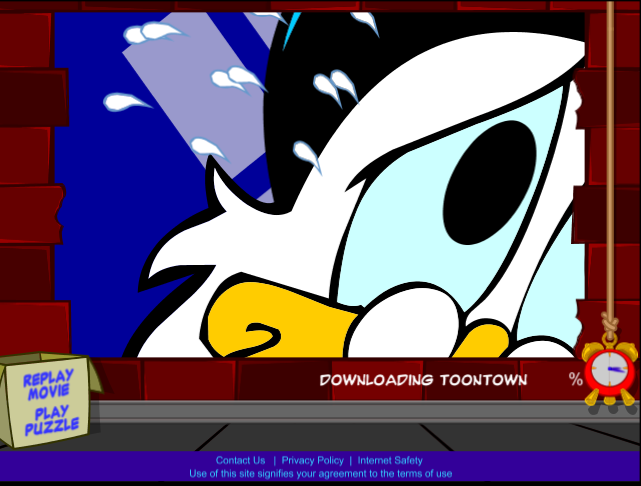 DOWNLOADING TOONTOWN %
REPLAY
MOVIE
PLAY
PUZZLE
Contact Us | Privacy Policy | Internet Safety
Use of this site signifies your agreement to the terms of use